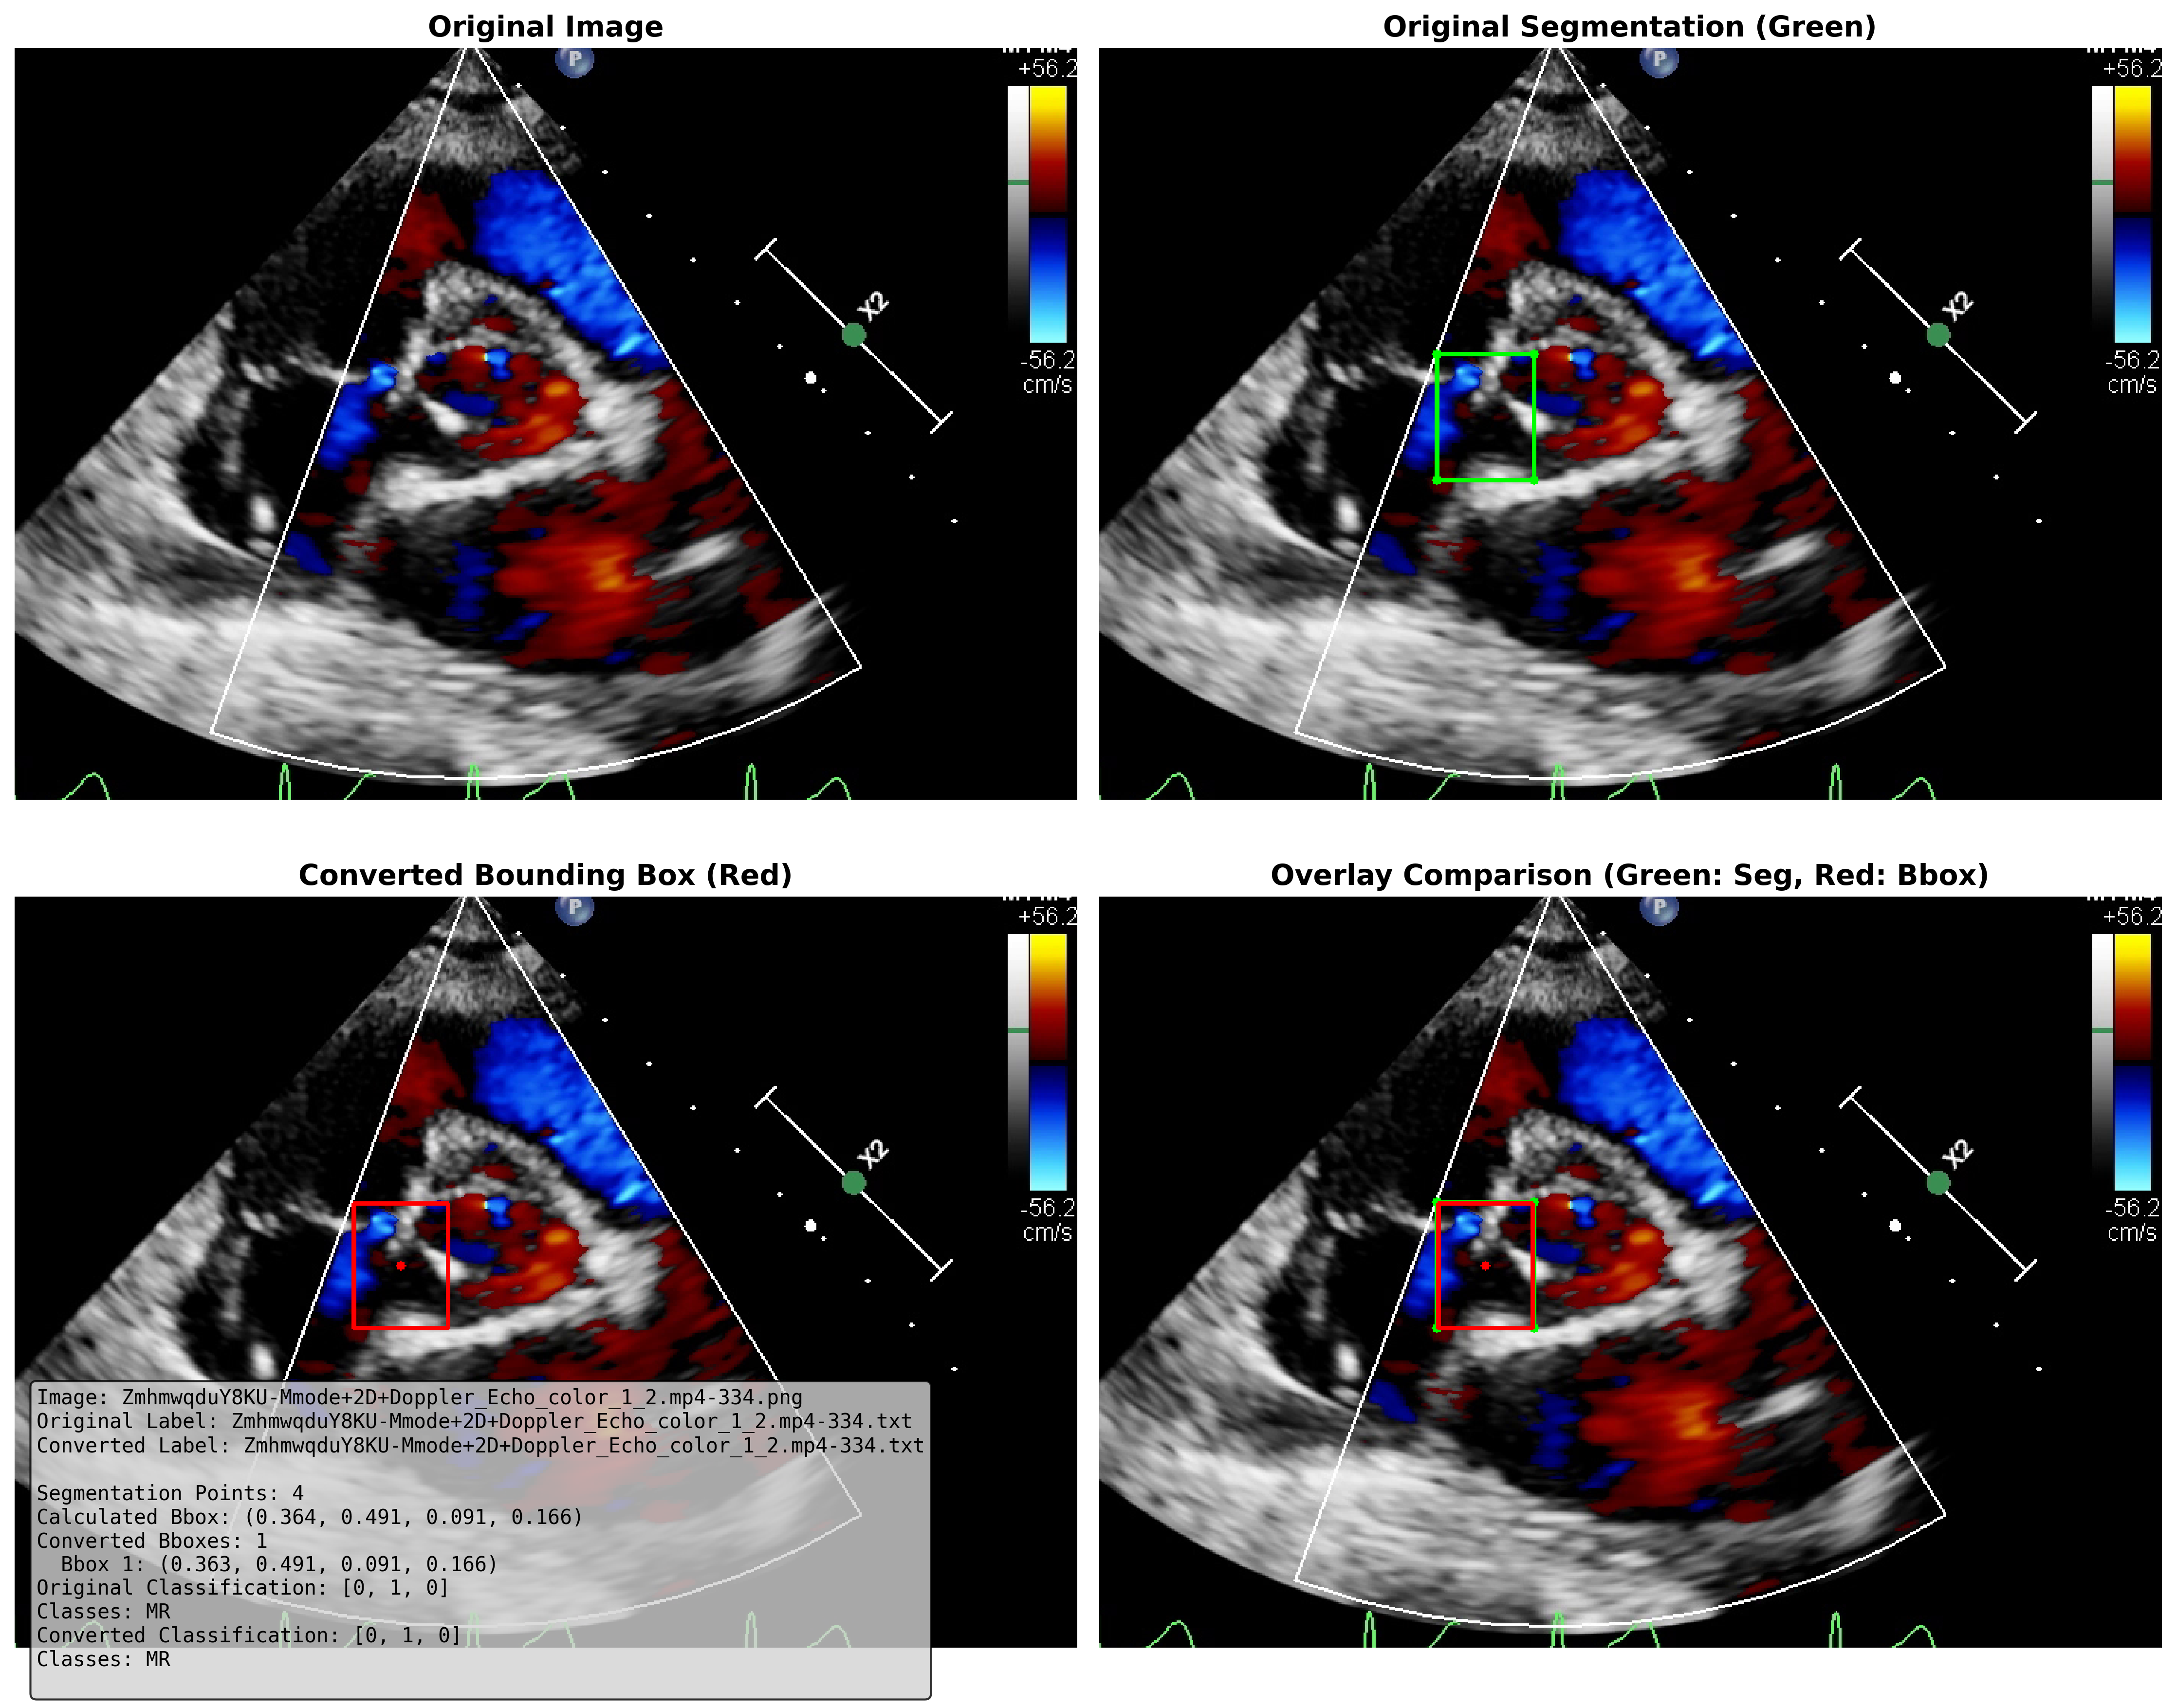 Original Image
Original Segmentation (Green)
P
+56.2
-56.2
cm/s
X2
P
+56.2
-56.2
cm/s
X2
Converted Bounding Box (Red)
Overlay Comparison (Green: Seg, Red: Bbox)
P
+56.2
-56.2
cm/s
X2
P
+56.2
-56.2
cm/s
X2
Image: ZmhmwqduY8KU-Mmode+2D+Doppler_Echo_color_1_2.mp4-334.png
Original Label: ZmhmwqduY8KU-Mmode+2D+Doppler_Echo_color_1_2.mp4-334.txt
Converted Label: ZmhmwqduY8KU-Mmode+2D+Doppler_Echo_color_1_2.mp4-334.txt
Segmentation Points: 4
Calculated Bbox: (0.364, 0.491, 0.091, 0.166)
Converted Bboxes: 1
Bbox 1: (0.363, 0.491, 0.091, 0.166)
Original Classification: [0, 1, 0]
Classes: MR
Converted Classification: [0, 1, 0]
Classes: MR